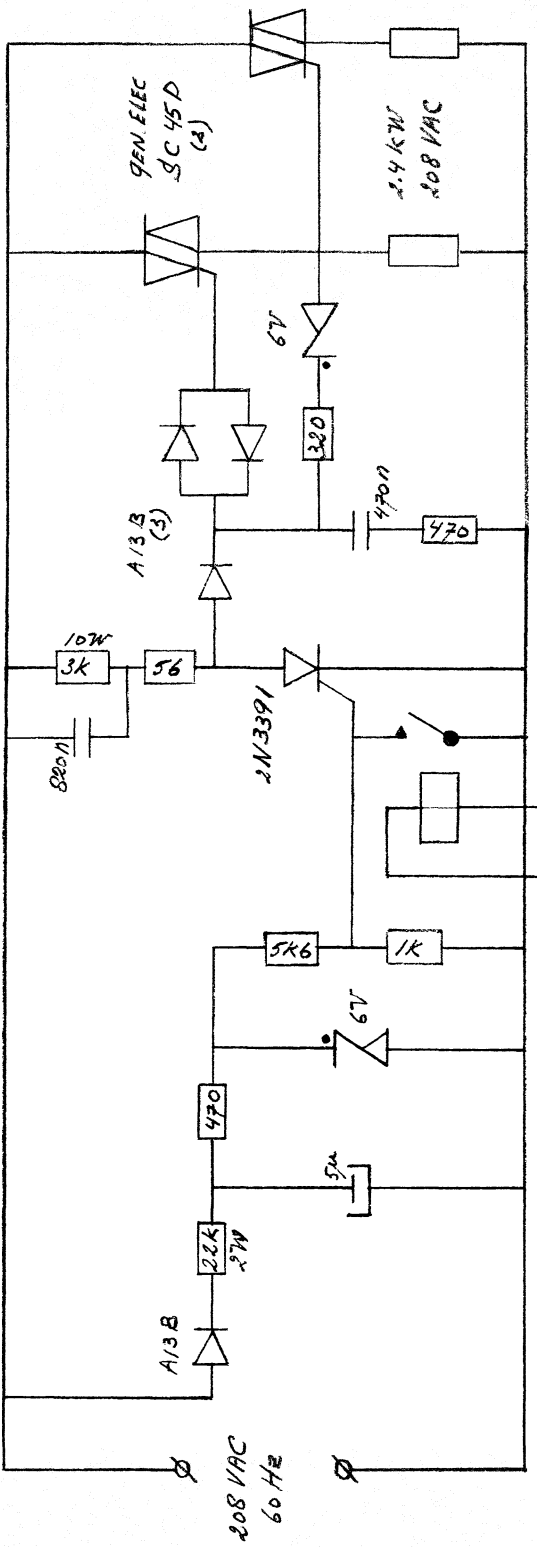 208 VAC
60 Hz
A13B
22K
2W
470
5µ
6V
5K6
1K
820n
10W
3K
56
2N3391
A13B
(3)
470n
470
320
6V
GEN. ELEC
SC 45D
(2)
2.4 KW
208 VAC